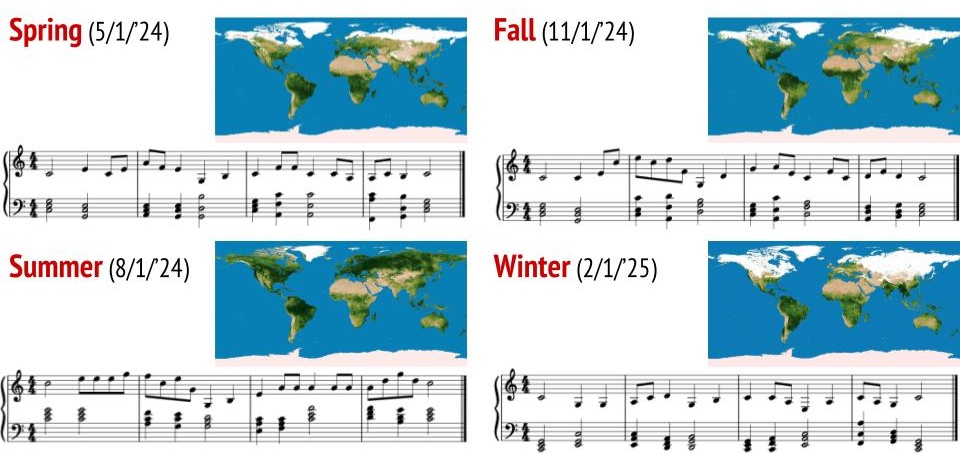 Spring (5/1/'24)
Fall (11/1/'24)
Summer (8/1/'24)
Winter (2/1/'25)